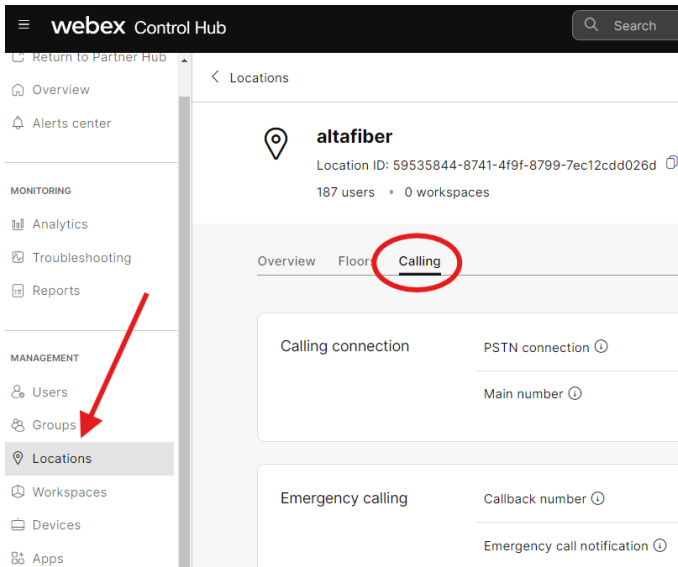 webex Control Hub
Search
Return to Partner Hub
Overview
Alerts center
MONITORING
Analytics
Troubleshooting
Reports
MANAGEMENT
Users
Groups
Locations
Workspaces
Devices
Apps
Locations
altafiber
Location ID: 59535844-8741-4f9f-8799-7ec12cdd026d
187 users • 0 workspaces
Overview Floors Calling
Calling connection
PSTN connection
Main number
Emergency calling
Callback number
Emergency call notification